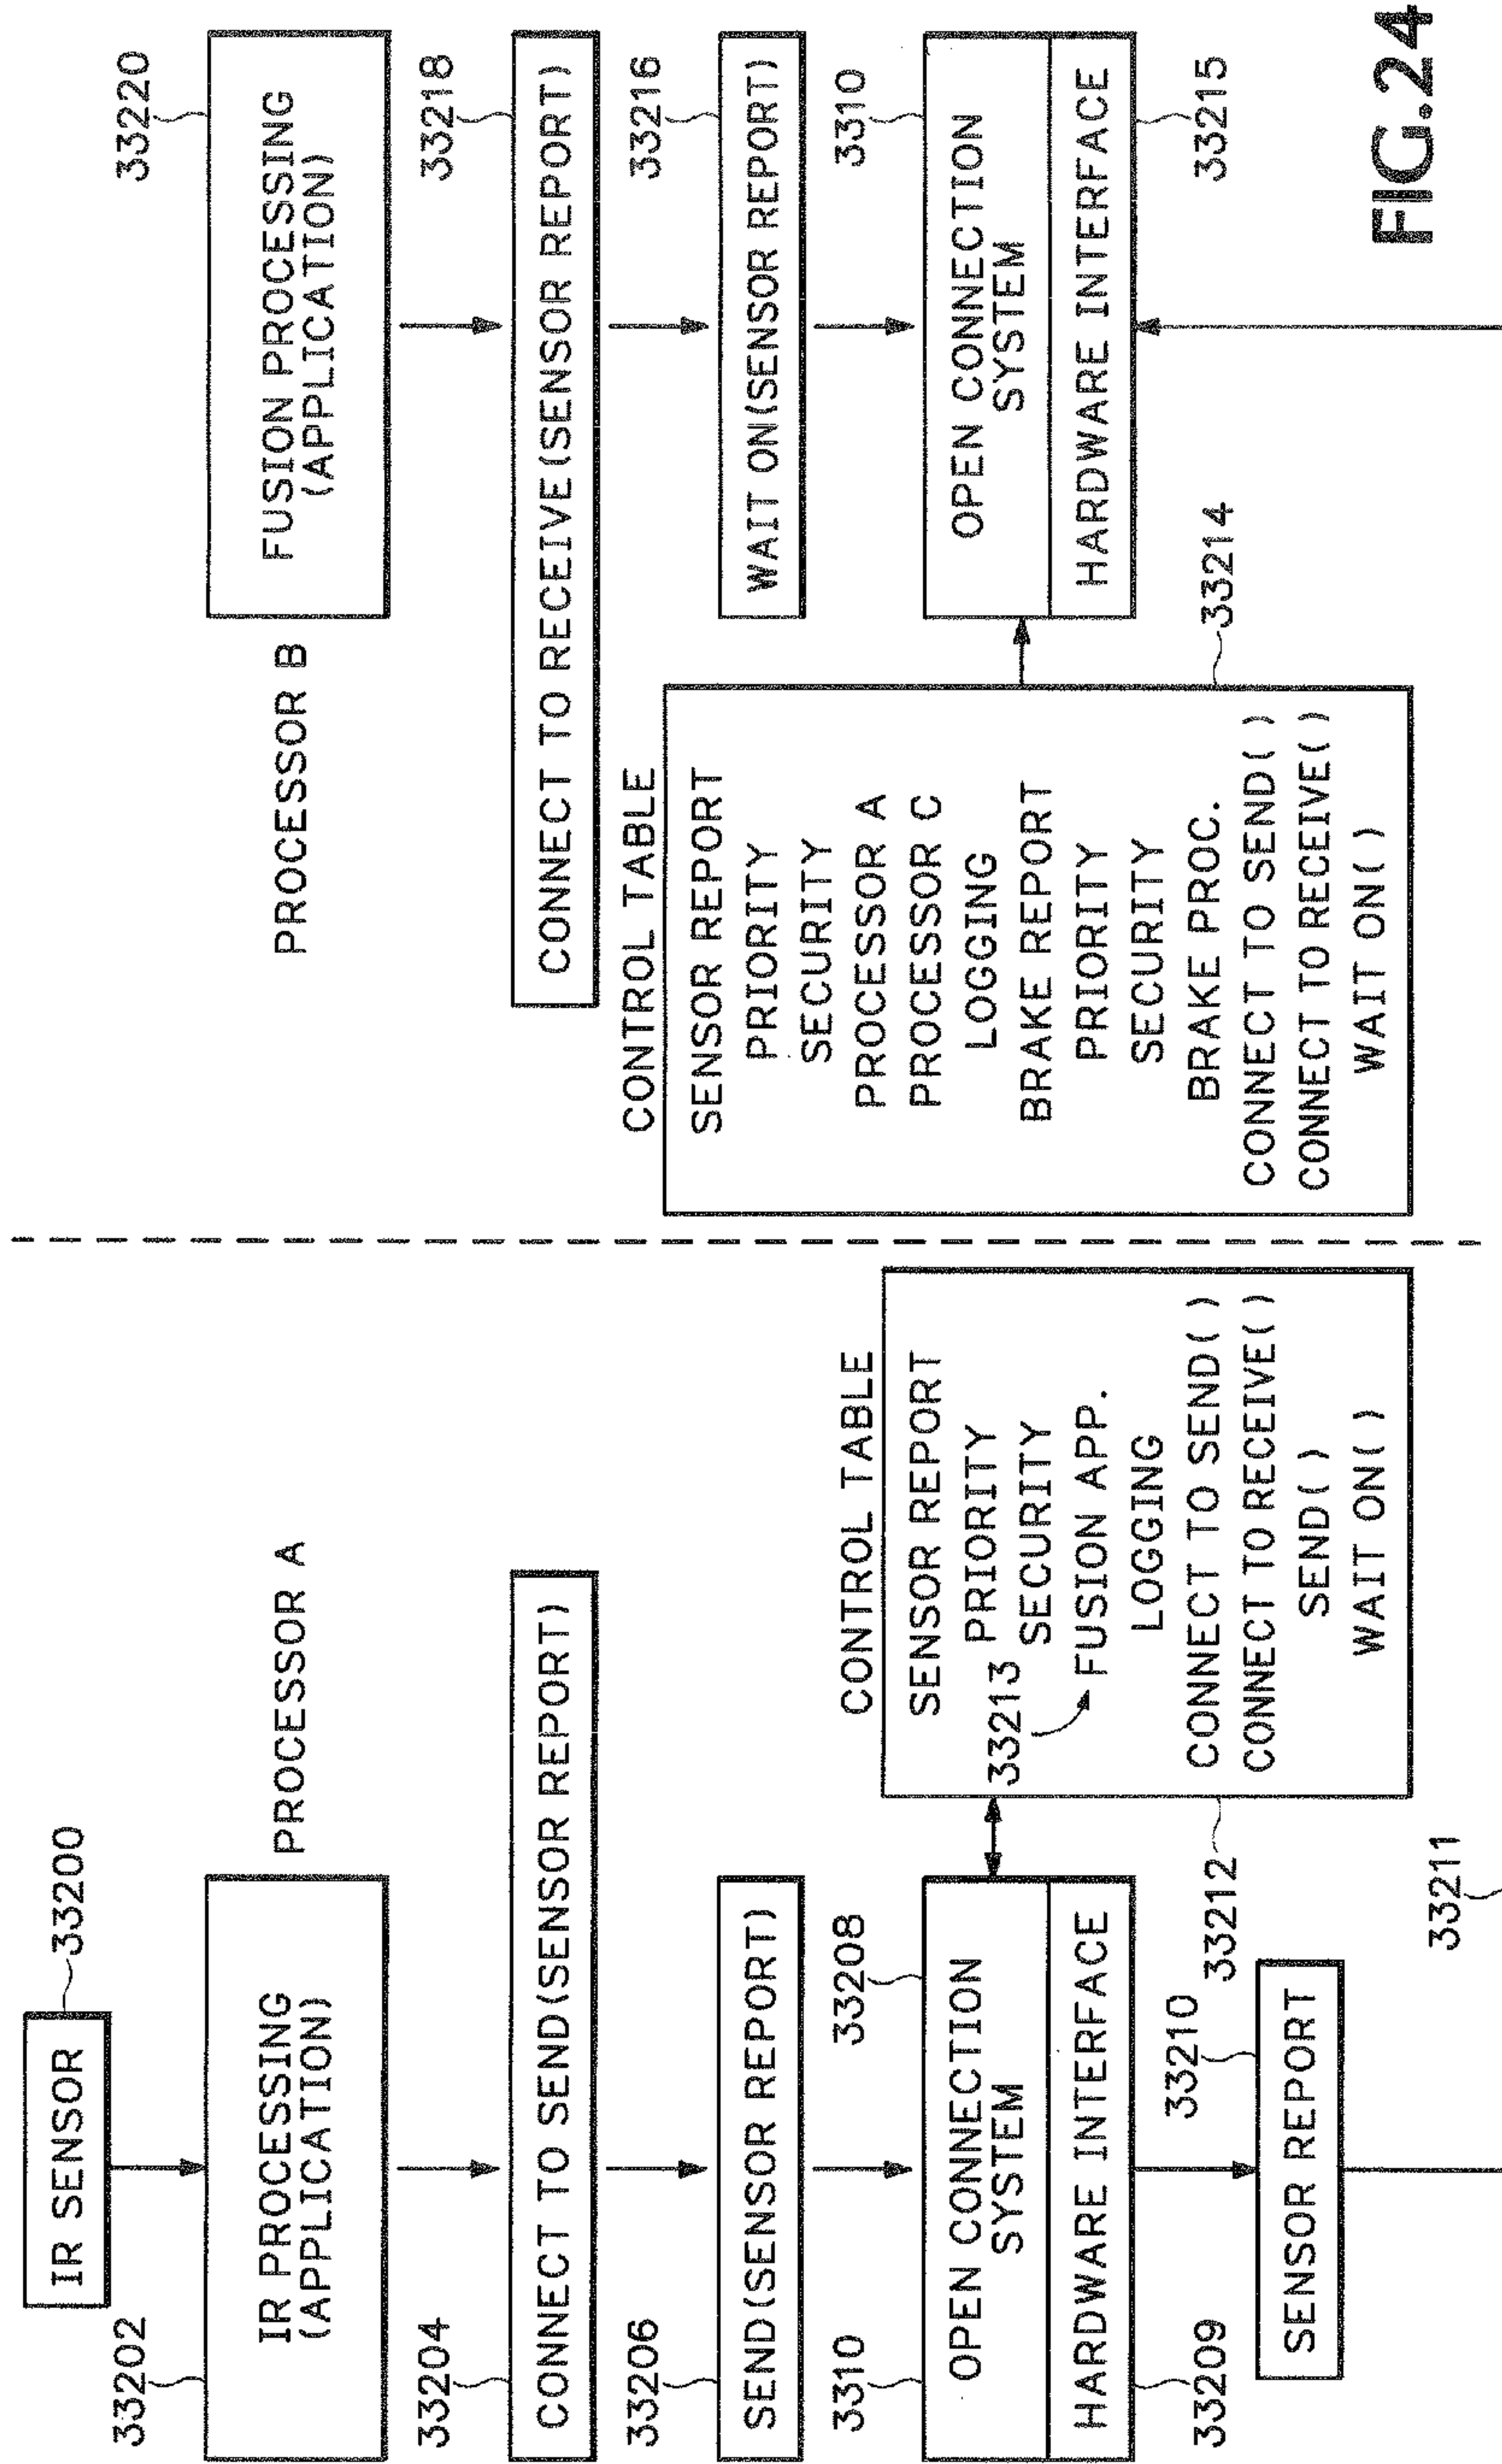 IR SENSOR
33200
33202
IR PROCESSING
(APPLICATION)
PROCESSOR A
33204
CONNECT TO SEND(SENSOR REPORT)
33206
SEND(SENSOR REPORT)
3310
33208
OPEN CONNECTION
SYSTEM
HARDWARE INTERFACE
33209
33210
SENSOR REPORT
33211
CONTROL TABLE
SENSOR REPORT
PRIORITY
33213
SECURITY
FUSION APP.
LOGGING
CONNECT TO SEND( )
CONNECT TO RECEIVE( )
SEND( )
WAIT ON( )
33212
PROCESSOR B
33220
FUSION PROCESSING
(APPLICATION)
33218
CONNECT TO RECEIVE(SENSOR REPORT)
33216
WAIT ON(SENSOR REPORT)
3310
OPEN CONNECTION
SYSTEM
HARDWARE INTERFACE
33215
CONTROL TABLE
SENSOR REPORT
PRIORITY
SECURITY
PROCESSOR A
PROCESSOR C
LOGGING
BRAKE REPORT
PRIORITY
SECURITY
BRAKE PROC.
CONNECT TO SEND( )
CONNECT TO RECEIVE( )
WAIT ON( )
33214
FIG.24